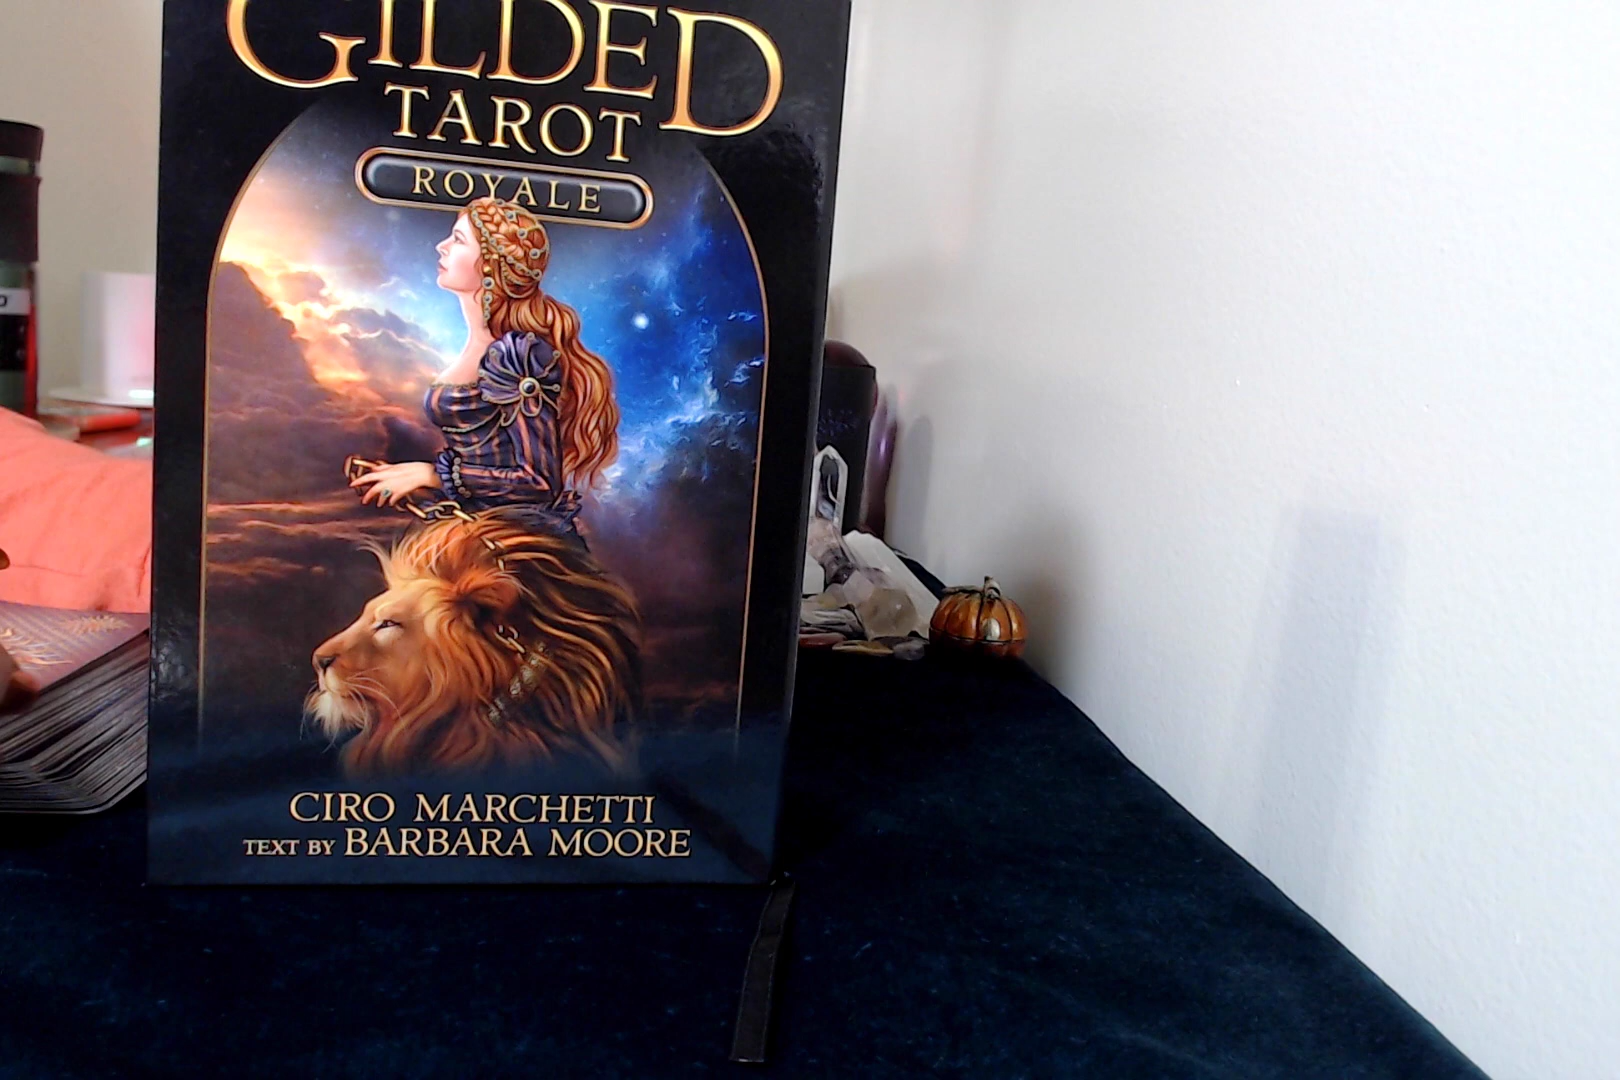 GILDED
TAROT
ROYALE
CIRO MARCHETTI
TEXT BY BARBARA MOORE